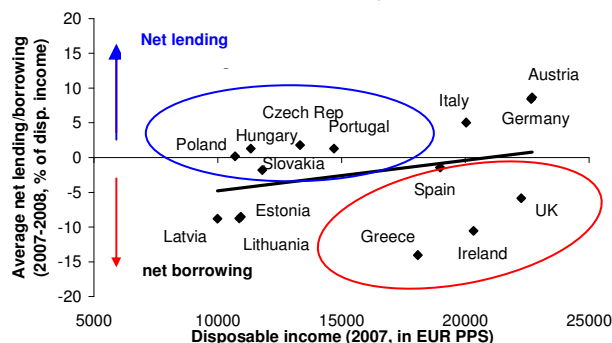 Average net lending/borrowing
(2007-2008, % of disp. income)
20
15
10
5
0
-5
-10
-15
-20
Net lending
Austria
Italy
Germany
Czech Rep
Hungary
Portugal
Poland
Slovakia
Spain
Estonia
UK
Latvia
Lithuania
Greece
Ireland
net borrowing
5000
10000
15000
20000
25000
Disposable income (2007, in EUR PPS)